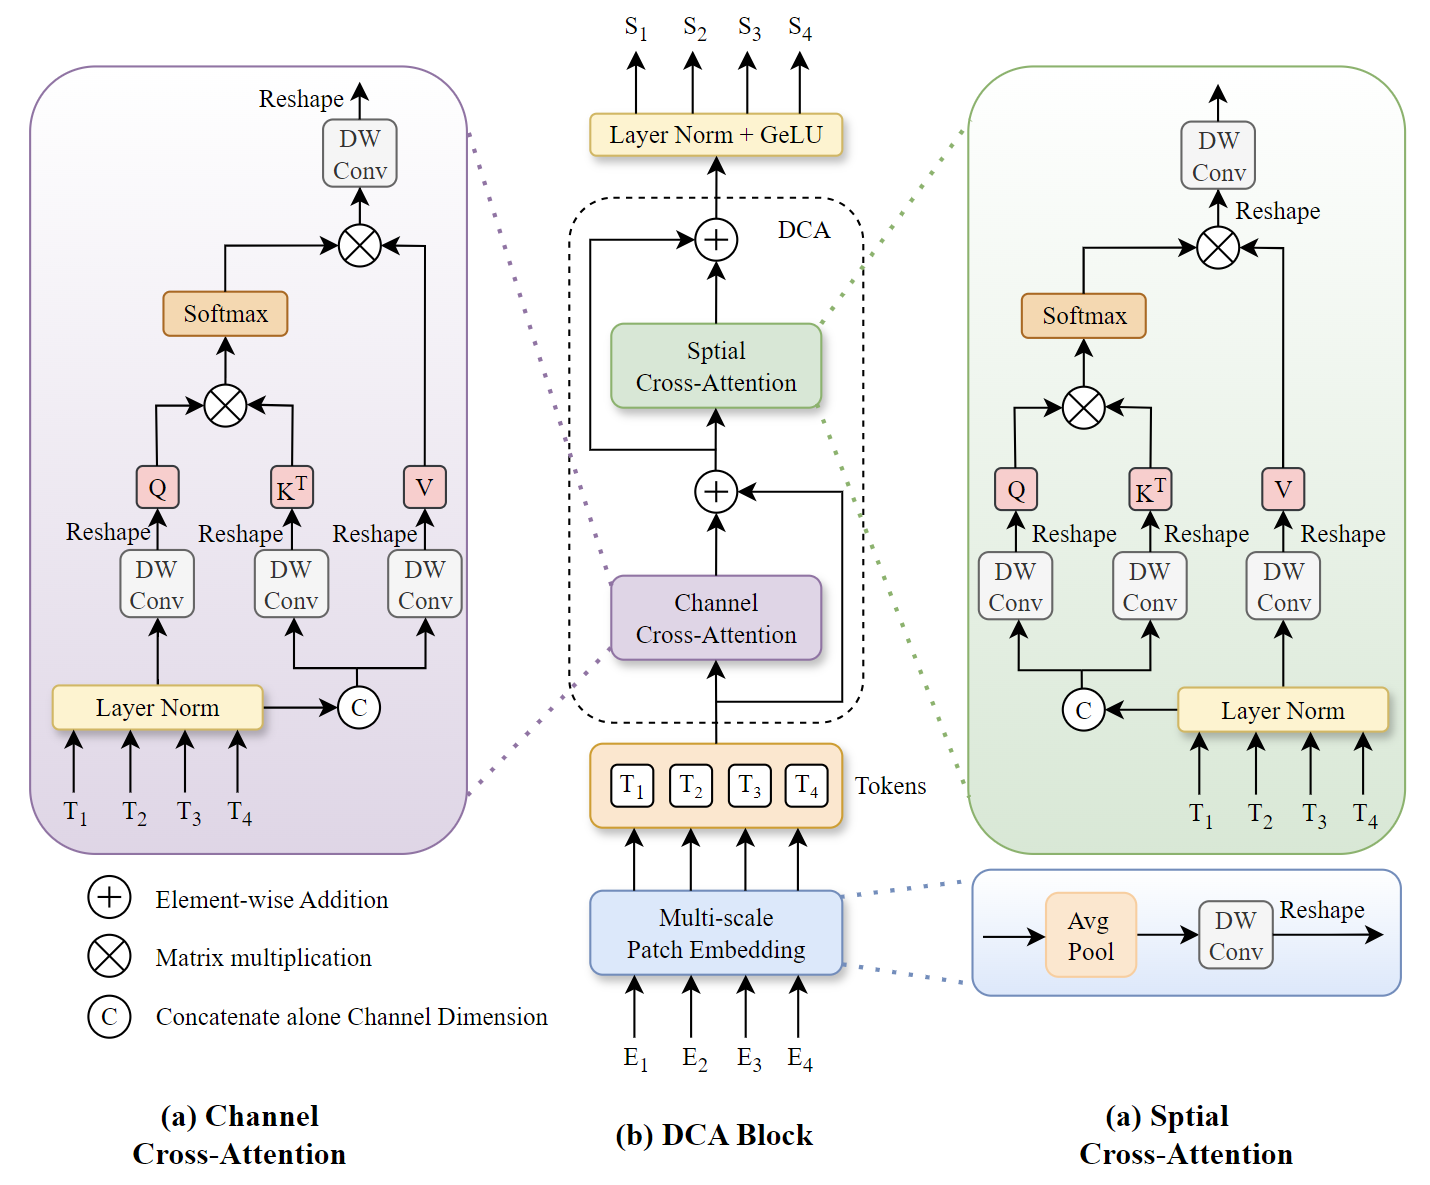 S1 S2 S3 S4
Layer Norm + GeLU
DCA
Sptial
Cross-Attention
Channel
Cross-Attention
T1 T2 T3 T4
Tokens
Multi-scale
Patch Embedding
E1 E2 E3 E4
(b) DCA Block
Reshape
DW
Conv
Softmax
Q
KT
V
Reshape
Reshape
Reshape
DW
Conv
DW
Conv
DW
Conv
Layer Norm
C
T1 T2 T3 T4
Element-wise Addition
Matrix multiplication
C
Concatenate alone Channel Dimension
(a) Channel
Cross-Attention
DW
Conv
Reshape
Softmax
Q
KT
V
Reshape
Reshape
Reshape
DW
Conv
DW
Conv
DW
Conv
C
Layer Norm
T1 T2 T3 T4
Avg
Pool
DW
Conv
Reshape
(a) Sptial
Cross-Attention